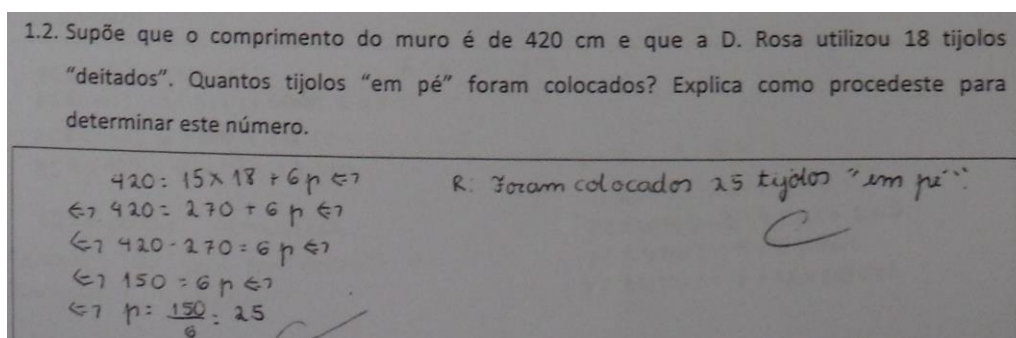 1.2. Supõe que o comprimento do muro é de 420 cm e que a D. Rosa utilizou 18 tijolos
"deitados". Quantos tijolos "em pé" foram colocados? Explica como procedeste para
determinar este número.
420 = 15 × 18 + 6p ⇔
⇔ 420 = 270 + 6p ⇔
⇔ 420 - 270 = 6p ⇔
⇔ 150 = 6p ⇔
⇔ p = 150/6 = 25
R: Foram colocados 25 tijolos "em pé".
C